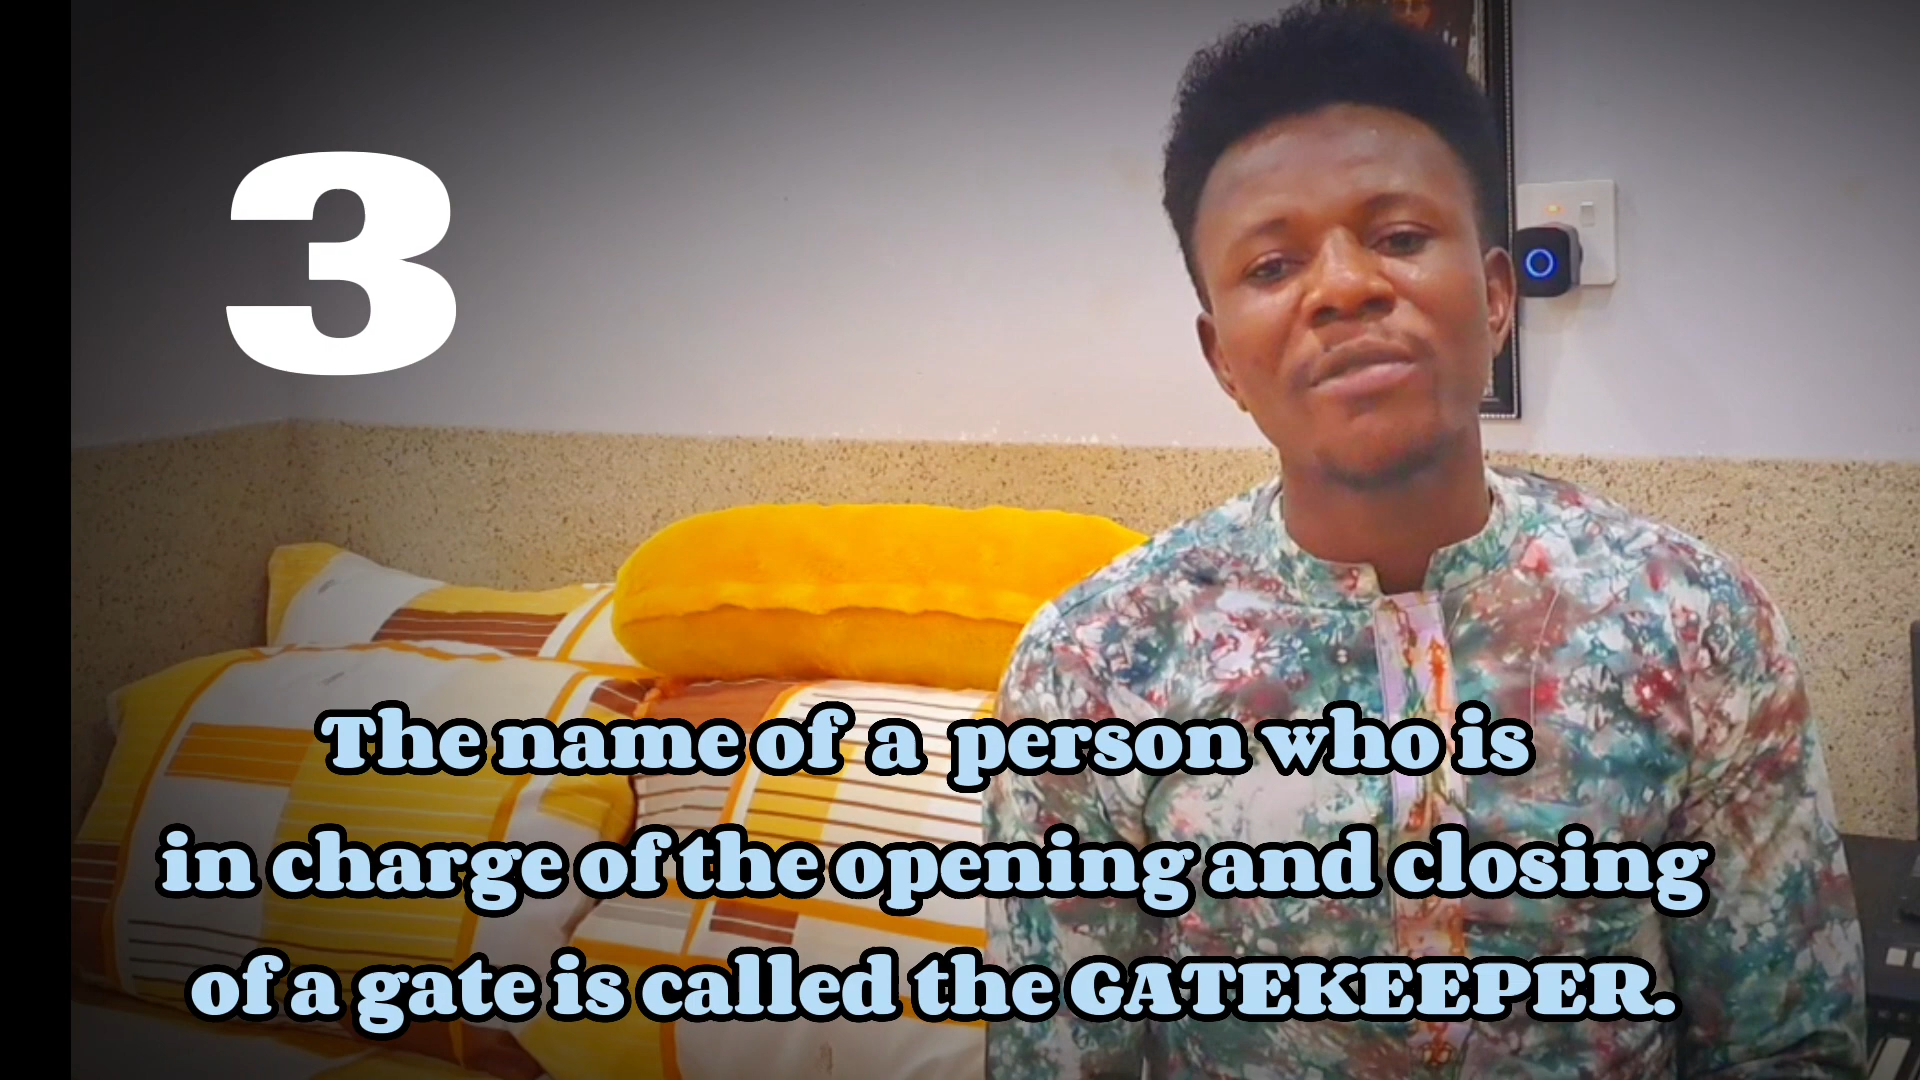 3
The name of a person who is
in charge of the opening and closing
of a gate is called the GATEKEEPER.